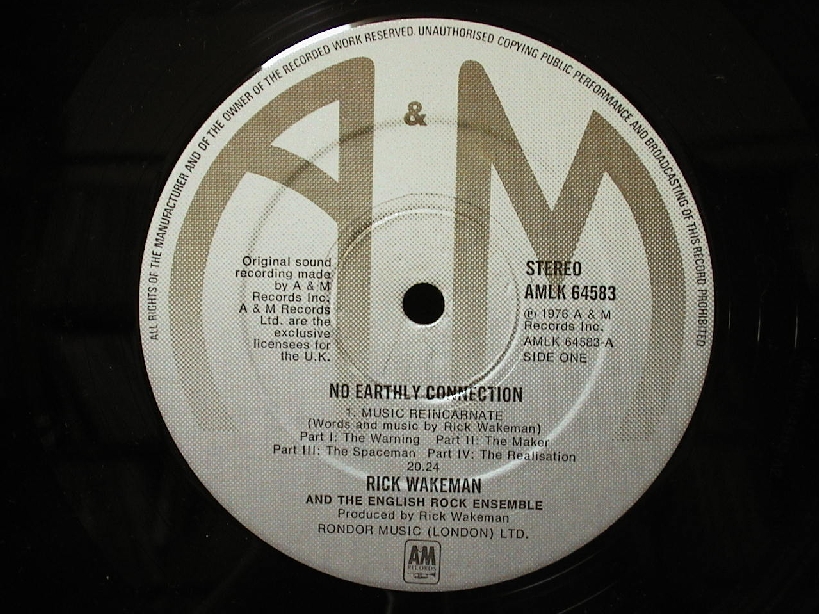 ALL RIGHTS OF THE MANUFACTURER AND OF THE OWNER OF THE RECORDED WORK RESERVED. UNAUTHORISED COPYING PUBLIC PERFORMANCE AND BROADCASTING OF THIS RECORD PROHIBITED
A & M
Original sound
recording made
by A & M
Records Inc.
A & M Records
Ltd. are the
exclusive
licensees for
the U.K.
STEREO
AMLK 64583
℗ 1976 A & M
Records Inc.
AMLK 64583-A
SIDE ONE
NO EARTHLY CONNECTION
1. MUSIC REINCARNATE
(Words and music by Rick Wakeman)
Part I: The Warning Part II: The Maker
Part III: The Spaceman Part IV: The Realisation
20.24
RICK WAKEMAN
AND THE ENGLISH ROCK ENSEMBLE
Produced by Rick Wakeman
RONDOR MUSIC (LONDON) LTD.
AM
RECORDS